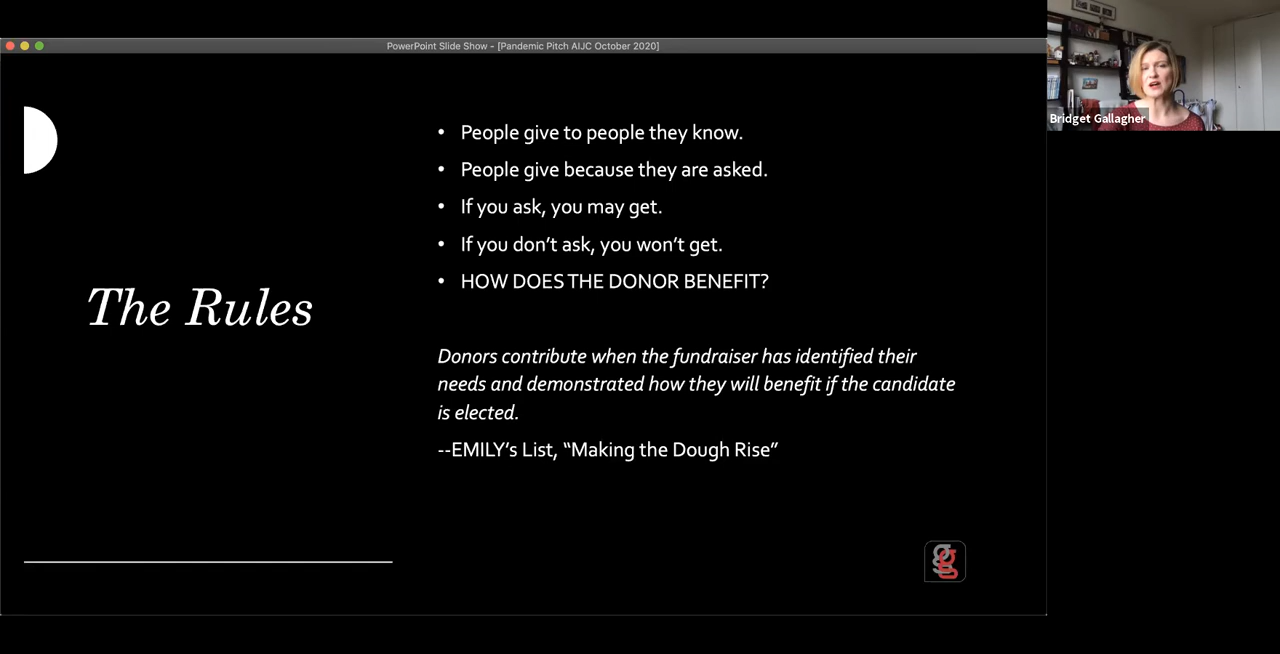 PowerPoint Slide Show - [Pandemic Pitch AIJC October 2020]
Bridget Gallagher
The Rules
• People give to people they know.
• People give because they are asked.
• If you ask, you may get.
• If you don’t ask, you won’t get.
• HOW DOES THE DONOR BENEFIT?
Donors contribute when the fundraiser has identified their
needs and demonstrated how they will benefit if the candidate
is elected.
--EMILY’s List, “Making the Dough Rise”
gg